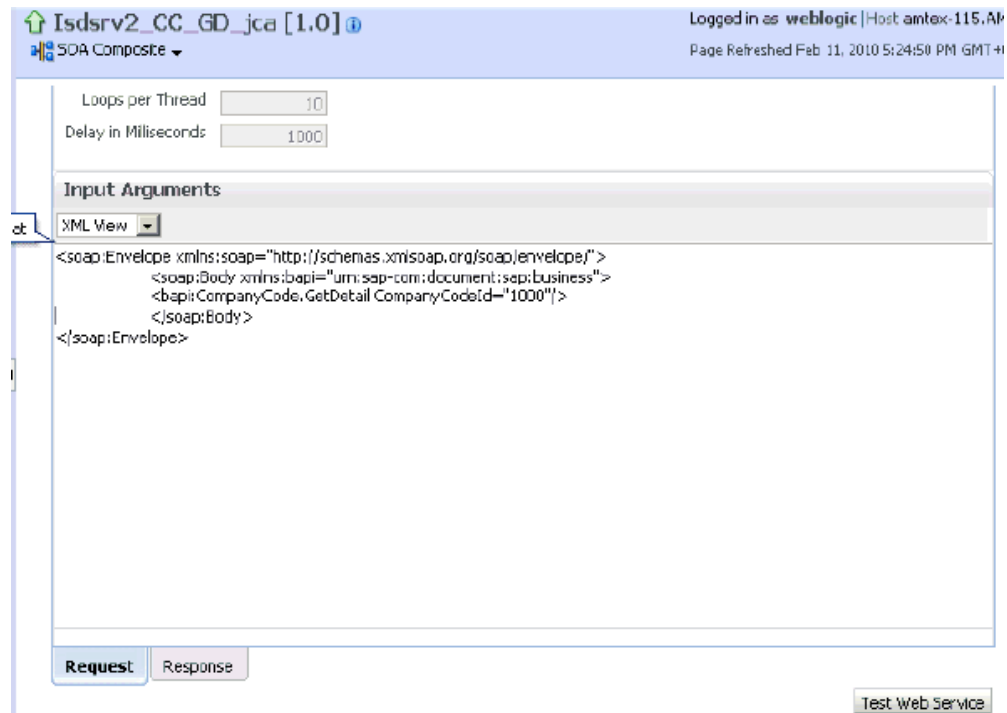 Isdsrv2_CC_GD_jca [1.0]
Logged in as weblogic |Host amtex-115.AM
SOA Composite
Page Refreshed Feb 11, 2010 5:24:50 PM GMT+
Loops per Thread 10
Delay in Miliseconds 1000
Input Arguments
XML View
<soap:Envelope xmlns:soap="http://schemas.xmlsoap.org/soap/envelope/">
<soap:Body xmlns:bapi="urn:sap-com:document:sap:business">
<bapi:CompanyCode.GetDetail CompanyCodeId="1000"/>
</soap:Body>
</soap:Envelope>
Request Response
Test Web Service